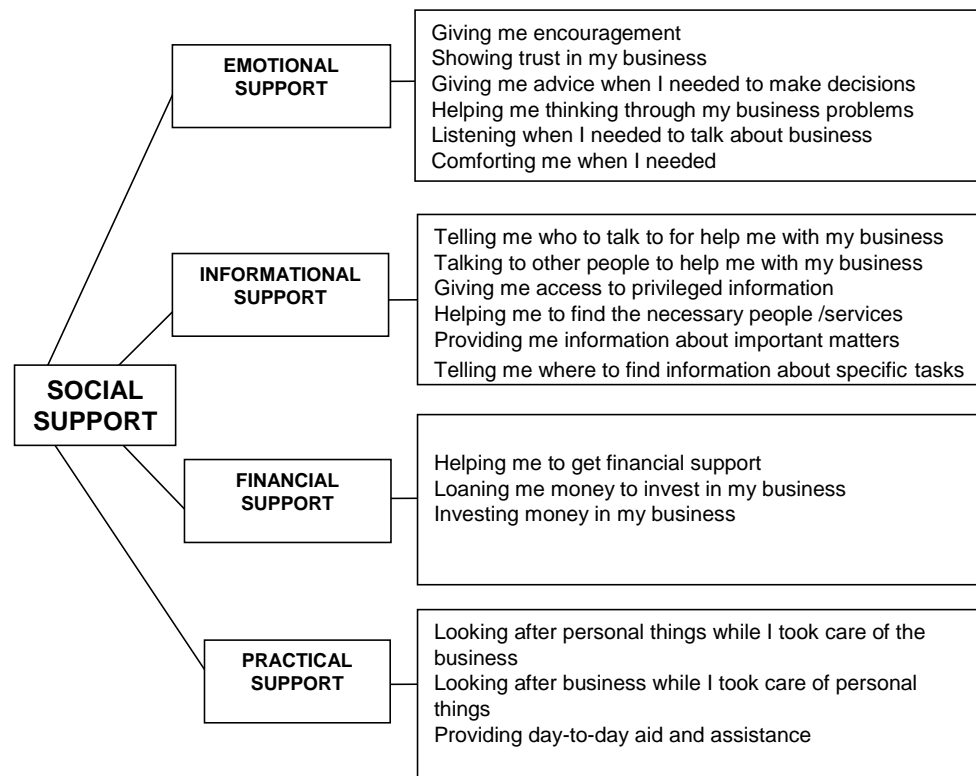 EMOTIONAL
SUPPORT
Giving me encouragement
Showing trust in my business
Giving me advice when I needed to make decisions
Helping me thinking through my business problems
Listening when I needed to talk about business
Comforting me when I needed
INFORMATIONAL
SUPPORT
Telling me who to talk to for help me with my business
Talking to other people to help me with my business
Giving me access to privileged information
Helping me to find the necessary people /services
Providing me information about important matters
Telling me where to find information about specific tasks
SOCIAL
SUPPORT
FINANCIAL
SUPPORT
Helping me to get financial support
Loaning me money to invest in my business
Investing money in my business
PRACTICAL
SUPPORT
Looking after personal things while I took care of the
business
Looking after business while I took care of personal
things
Providing day-to-day aid and assistance